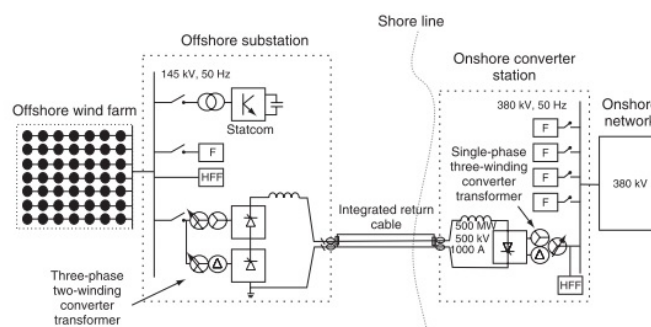 Shore line
Offshore substation
Onshore converter
station
145 kV, 50 Hz
380 kV, 50 Hz
Onshore
network
Offshore wind farm
Statcom
F
HFF
F
F
F
F
Single-phase
three-winding
converter
transformer
380 kV
Integrated return
cable
500 MW
500 kV
1000 A
Three-phase
two-winding
converter
transformer
HFF